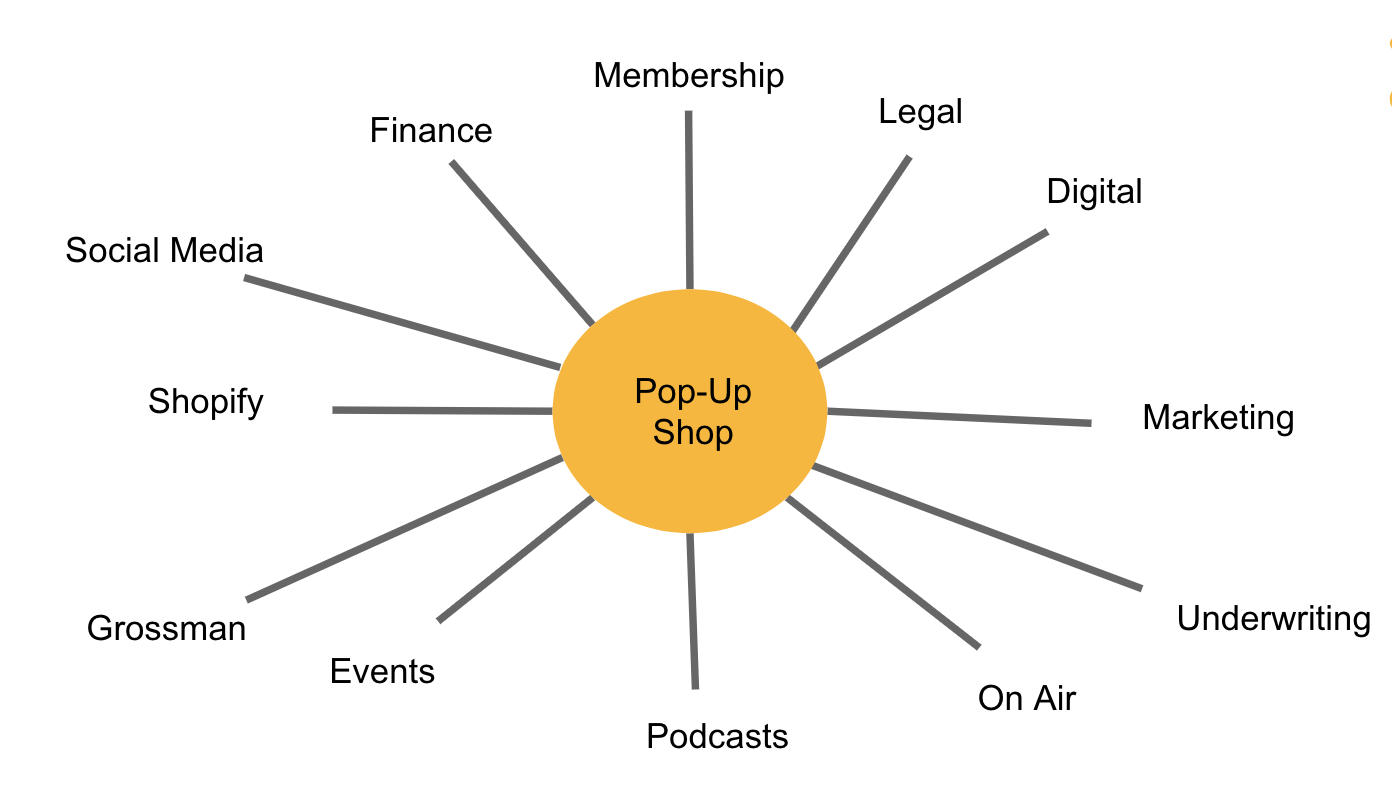 Membership
Legal
Finance
Digital
Social Media
Pop-Up
Shop
Shopify
Marketing
Grossman
Underwriting
Events
On Air
Podcasts